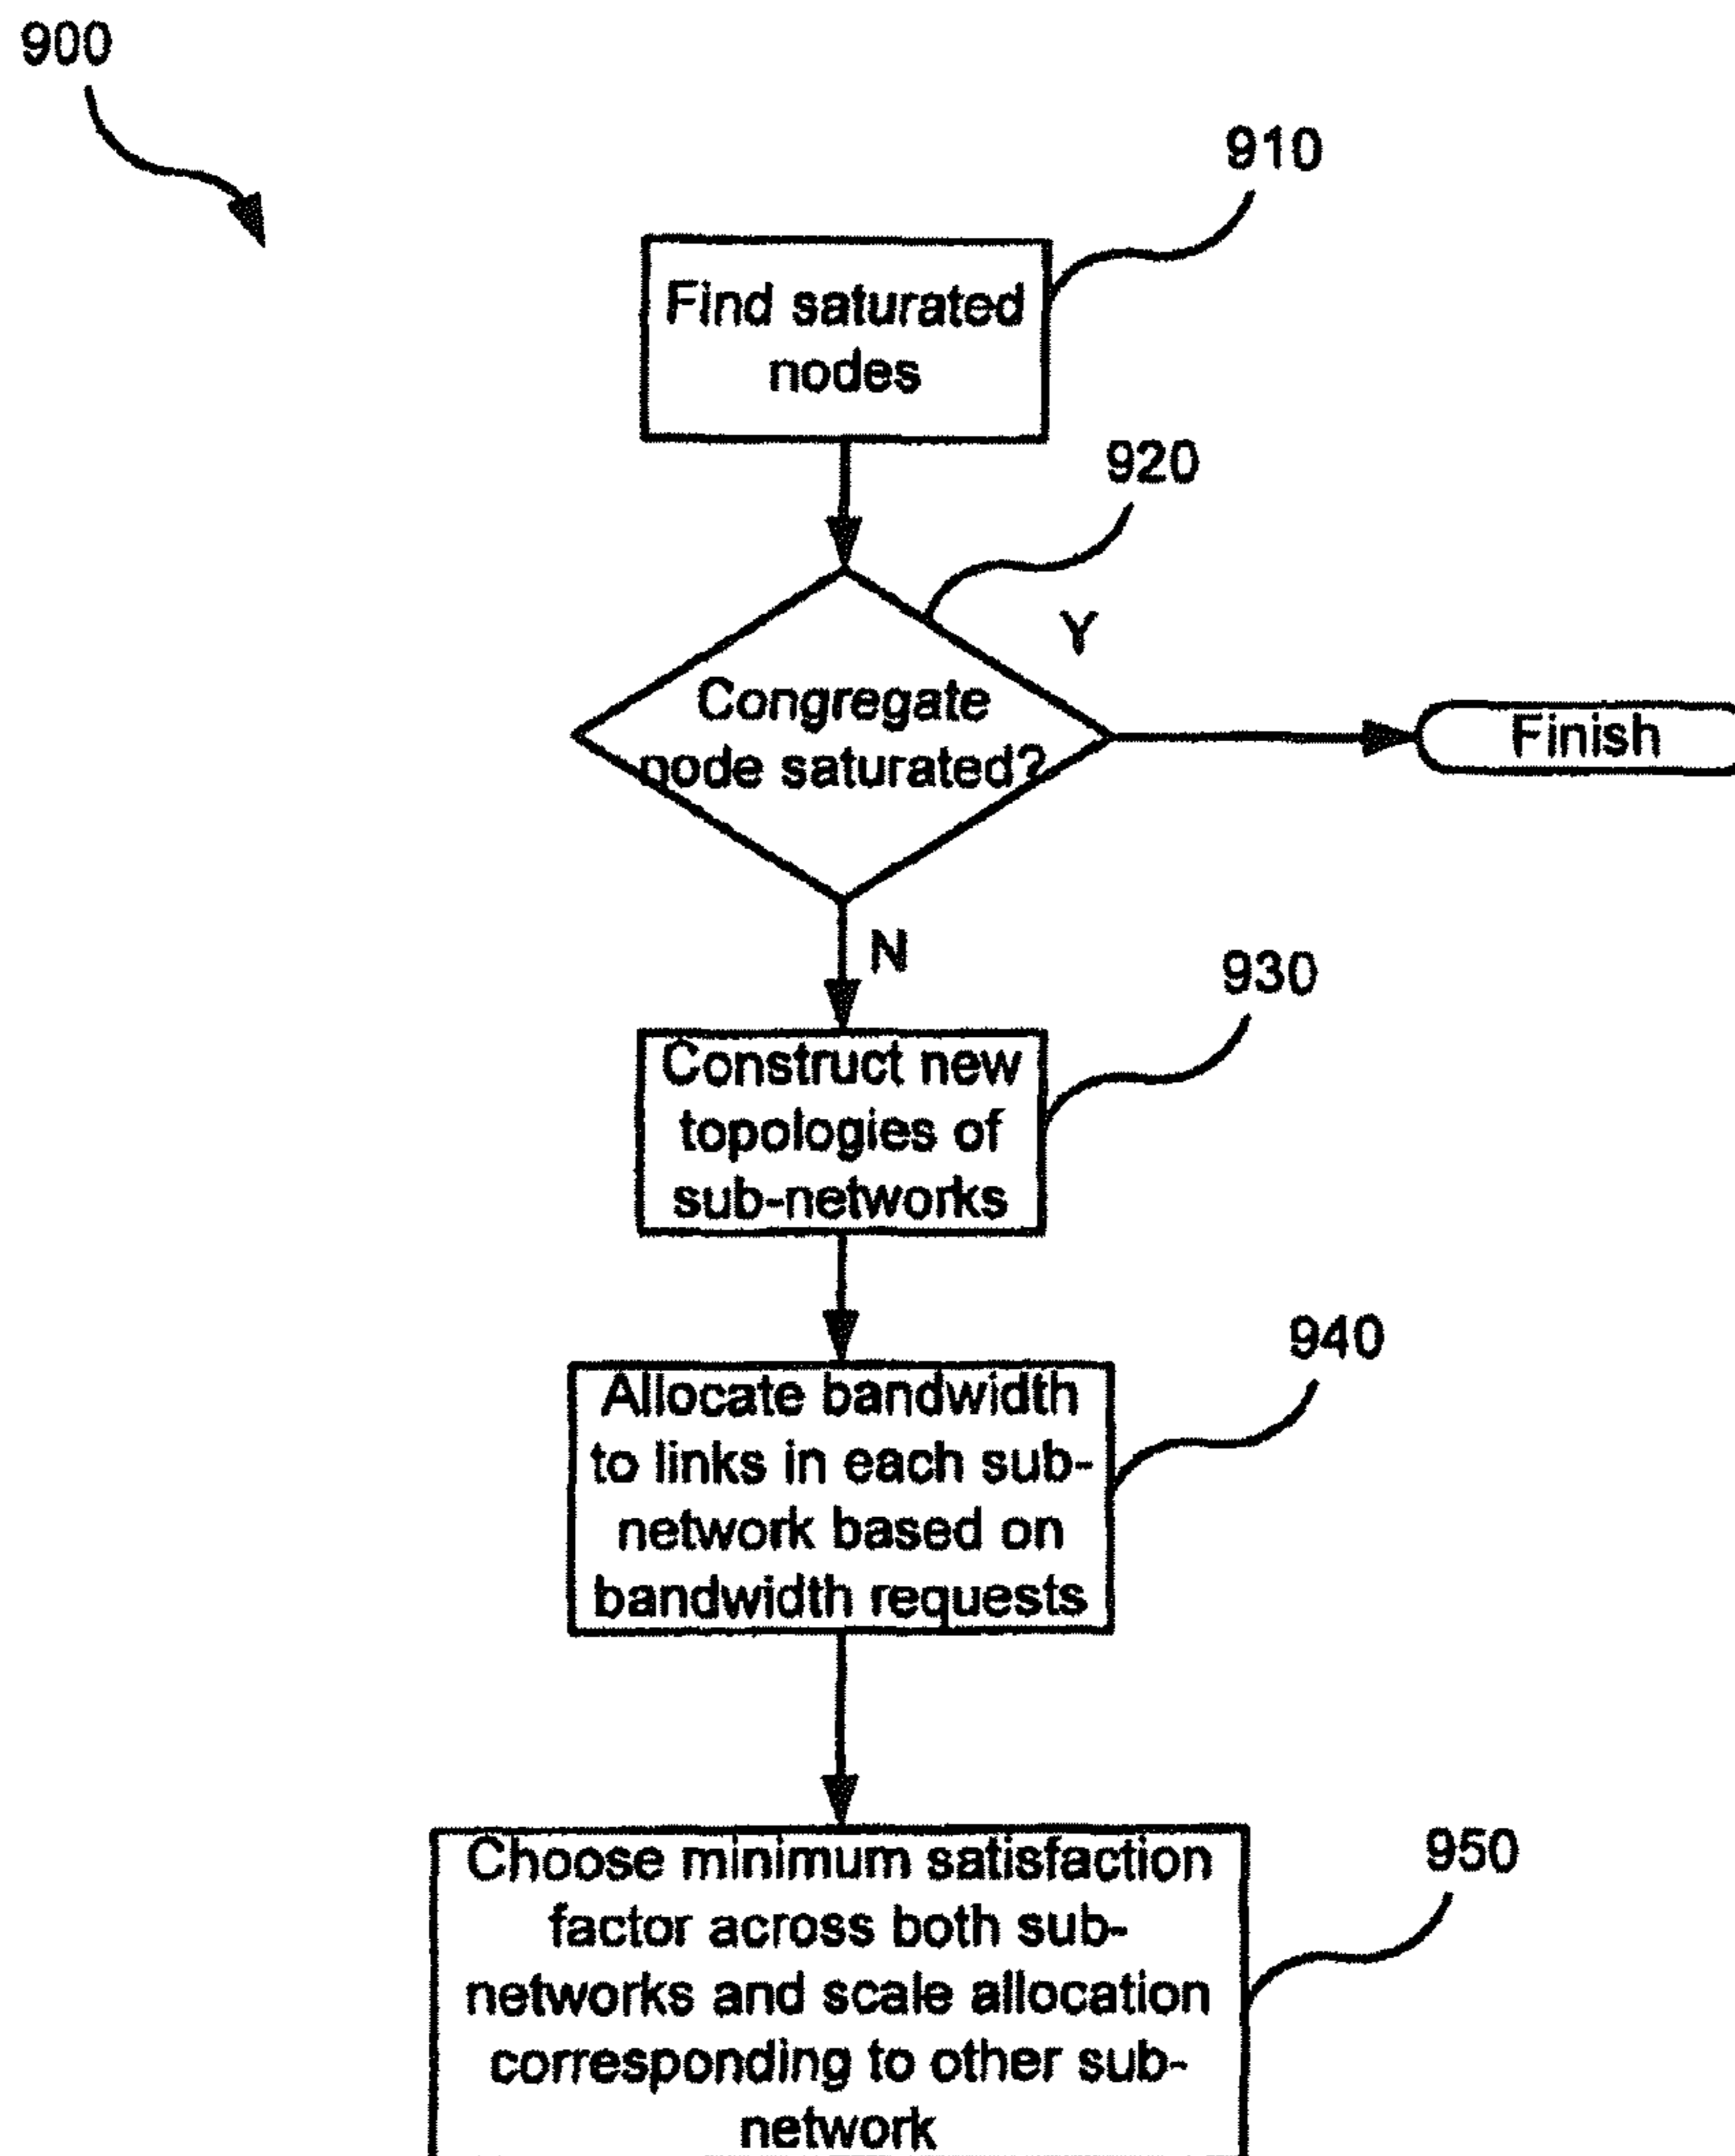 900
910
Find saturated
nodes
920
Y
Congregate
node saturated?
Finish
N
930
Construct new
topologies of
sub-networks
940
Allocate bandwidth
to links in each sub-
network based on
bandwidth requests
950
Choose minimum satisfaction
factor across both sub-
networks and scale allocation
corresponding to other sub-
network